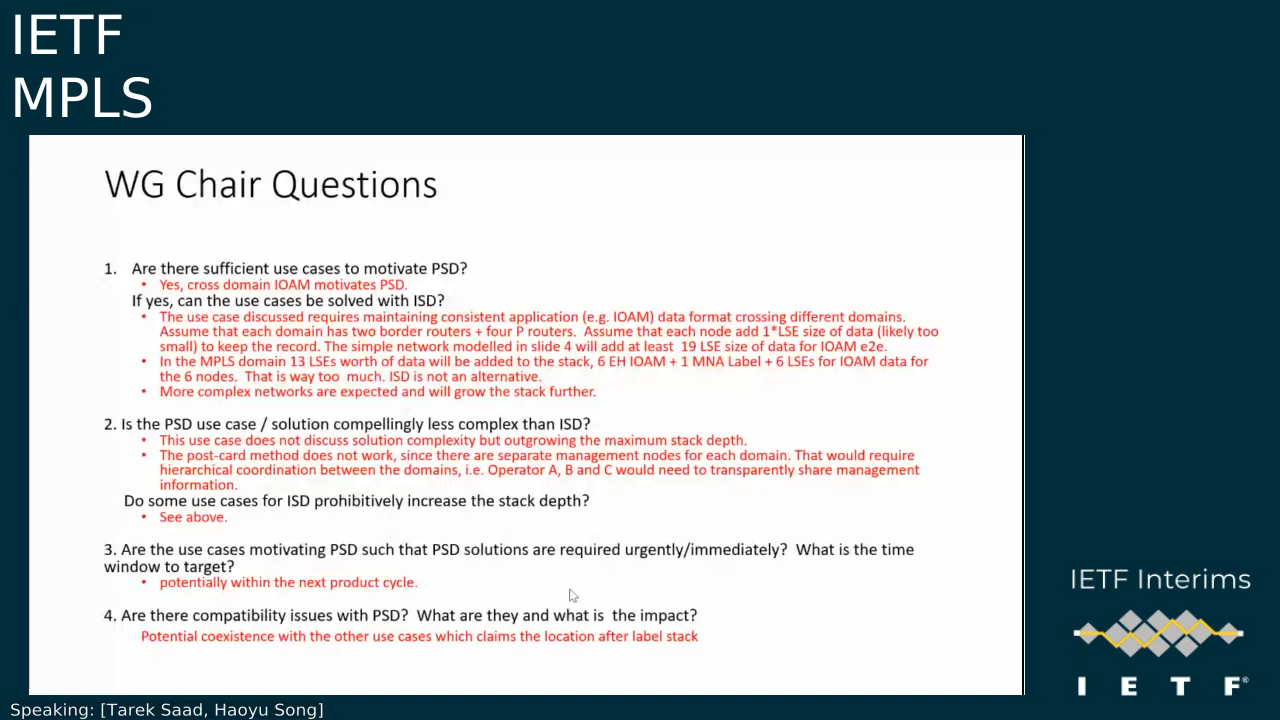 IETF
MPLS
WG Chair Questions
1. Are there sufficient use cases to motivate PSD?
• Yes, cross domain IOAM motivates PSD.
If yes, can the use cases be solved with ISD?
• The use case discussed requires maintaining consistent application (e.g. IOAM) data format crossing different domains.
Assume that each domain has two border routers + four P routers. Assume that each node add 1*LSE size of data (likely too
small) to keep the record. The simple network modelled in slide 4 will add at least 19 LSE size of data for IOAM e2e.
• In the MPLS domain 13 LSEs worth of data will be added to the stack, 6 EH IOAM + 1 MNA Label + 6 LSEs for IOAM data for
the 6 nodes. That is way too much. ISD is not an alternative.
• More complex networks are expected and will grow the stack further.
2. Is the PSD use case / solution compellingly less complex than ISD?
• This use case does not discuss solution complexity but outgrowing the maximum stack depth.
• The post-card method does not work, since there are separate management nodes for each domain. That would require
hierarchical coordination between the domains, i.e. Operator A, B and C would need to transparently share management
information.
Do some use cases for ISD prohibitively increase the stack depth?
• See above.
3. Are the use cases motivating PSD such that PSD solutions are required urgently/immediately? What is the time
window to target?
• potentially within the next product cycle.
4. Are there compatibility issues with PSD? What are they and what is the impact?
Potential coexistence with the other use cases which claims the location after label stack
IETF Interims
I E T F®
Speaking: [Tarek Saad, Haoyu Song]